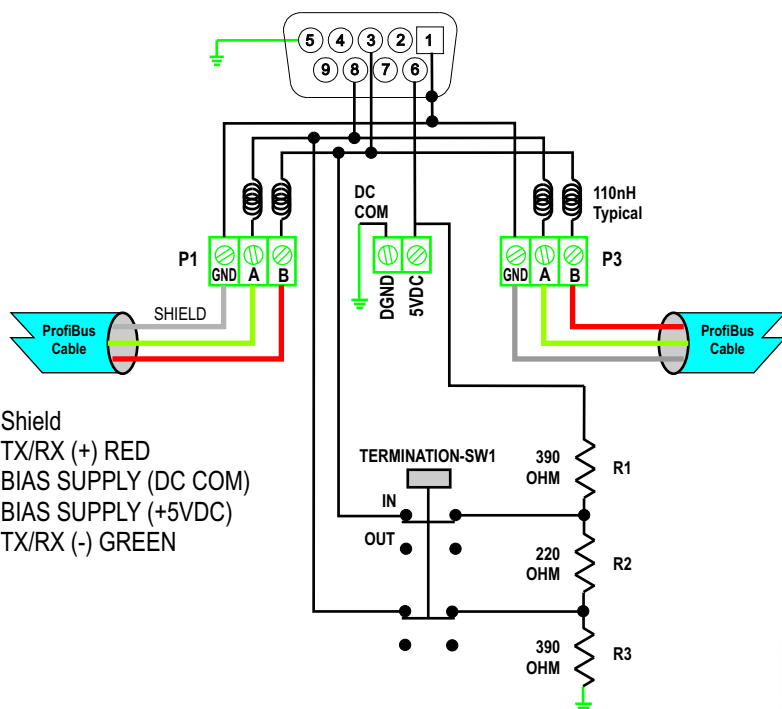 5 4 3 2 1
9 8 7 6
DC
COM
110nH
Typical
P1
GND A B
DGND
5VDC
GND A B
P3
SHIELD
ProfiBus
Cable
ProfiBus
Cable
Shield
TX/RX (+) RED
BIAS SUPPLY (DC COM)
BIAS SUPPLY (+5VDC)
TX/RX (-) GREEN
TERMINATION-SW1
IN
OUT
390
OHM
R1
220
OHM
R2
390
OHM
R3